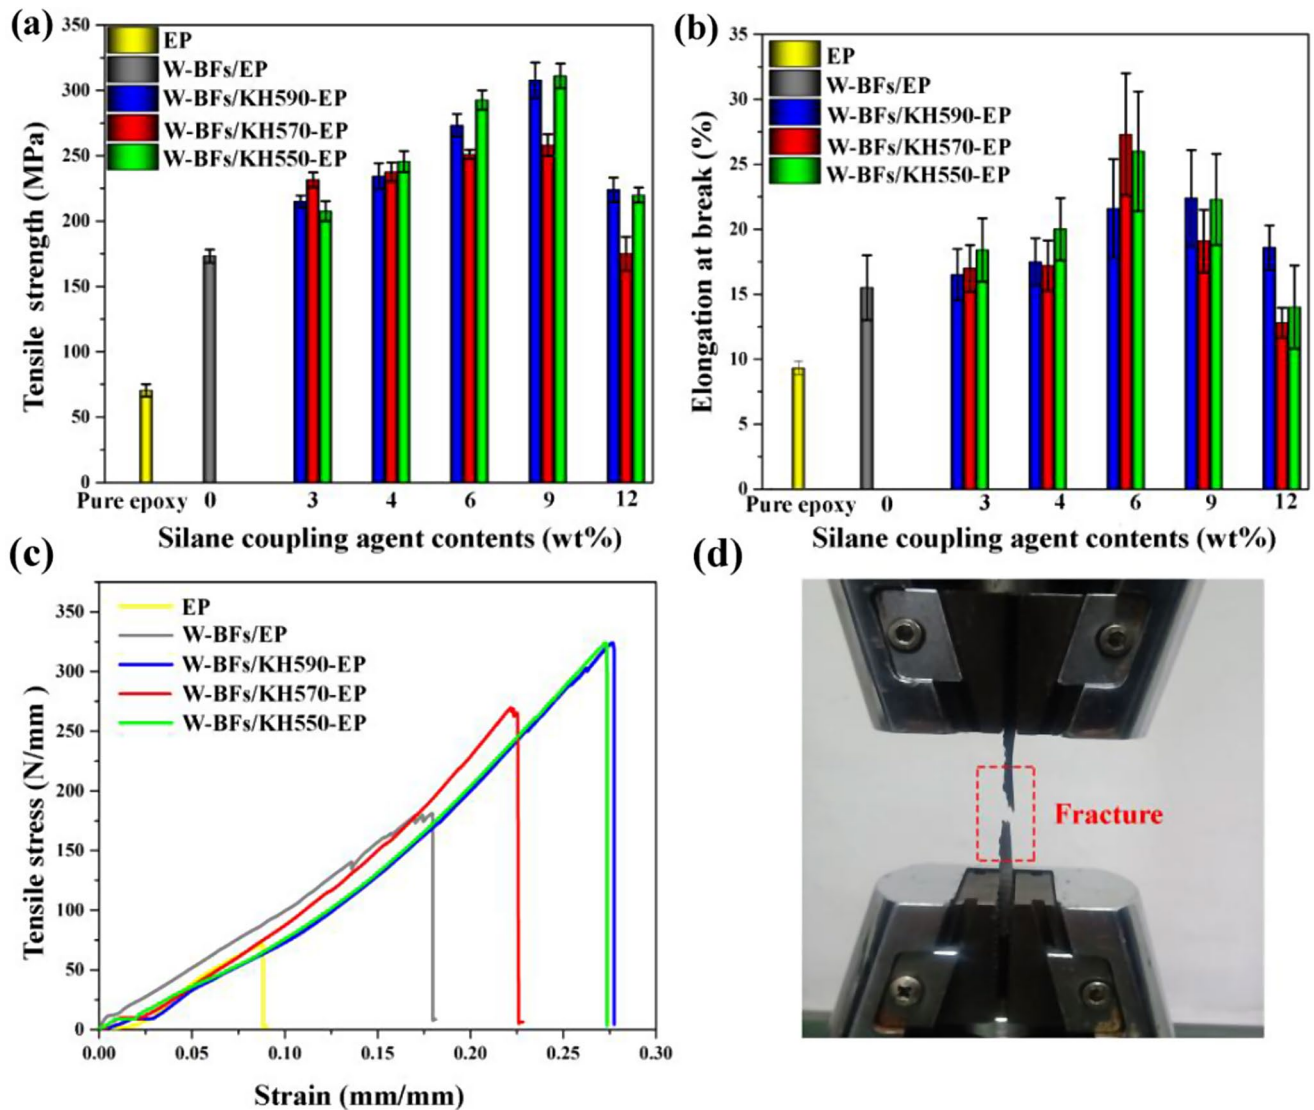 (a)
350
300
250
200
150
100
50
0
Tensile strength (MPa)
EP
W-BFs/EP
W-BFs/KH590-EP
W-BFs/KH570-EP
W-BFs/KH550-EP
Pure epoxy 0 3 4 6 9 12
Silane coupling agent contents (wt%)
(b)
35
30
25
20
15
10
5
0
Elongation at break (%)
EP
W-BFs/EP
W-BFs/KH590-EP
W-BFs/KH570-EP
W-BFs/KH550-EP
Pure epoxy 0 3 4 6 9 12
Silane coupling agent contents (wt%)
(c)
350
300
250
200
150
100
50
0
Tensile stress (N/mm)
EP
W-BFs/EP
W-BFs/KH590-EP
W-BFs/KH570-EP
W-BFs/KH550-EP
0.00 0.05 0.10 0.15 0.20 0.25 0.30
Strain (mm/mm)
(d)
Fracture